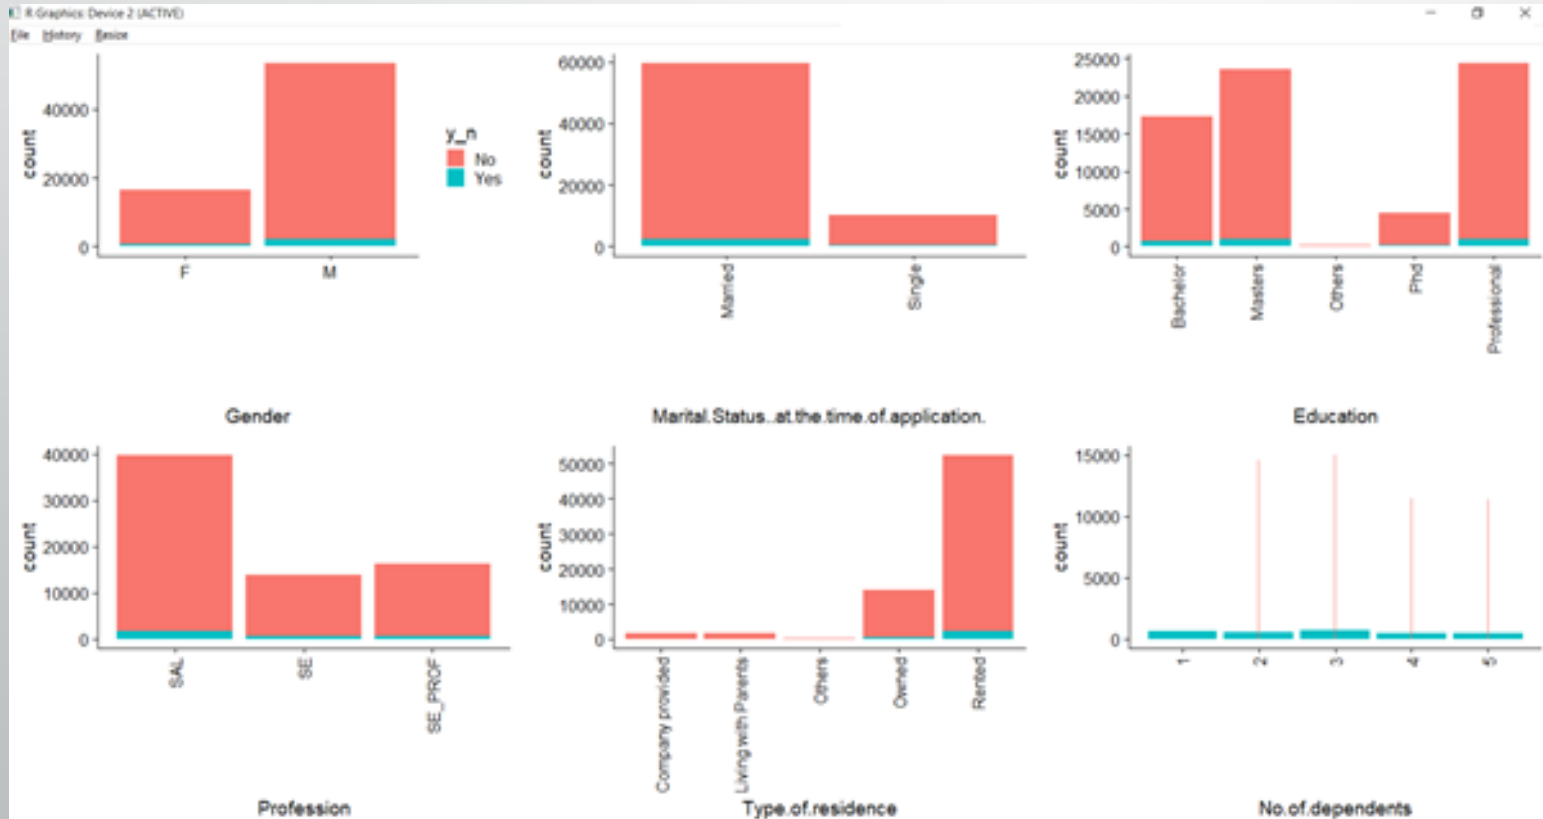 R Graphics: Device 2 (ACTIVE)
File History Resize
count
40000
20000
0
F
M
Gender
y_n
No
Yes
count
60000
40000
20000
0
Married
Single
Marital.Status..at.the.time.of.application.
count
25000
20000
15000
10000
5000
0
Bachelor
Masters
Others
Phd
Professional
Education
count
40000
30000
20000
10000
0
SAL
SE
SE_PROF
Profession
count
50000
40000
30000
20000
10000
0
Company provided
Living with Parents
Others
Owned
Rented
Type.of.residence
count
15000
10000
5000
0
1
2
3
4
5
No.of.dependents